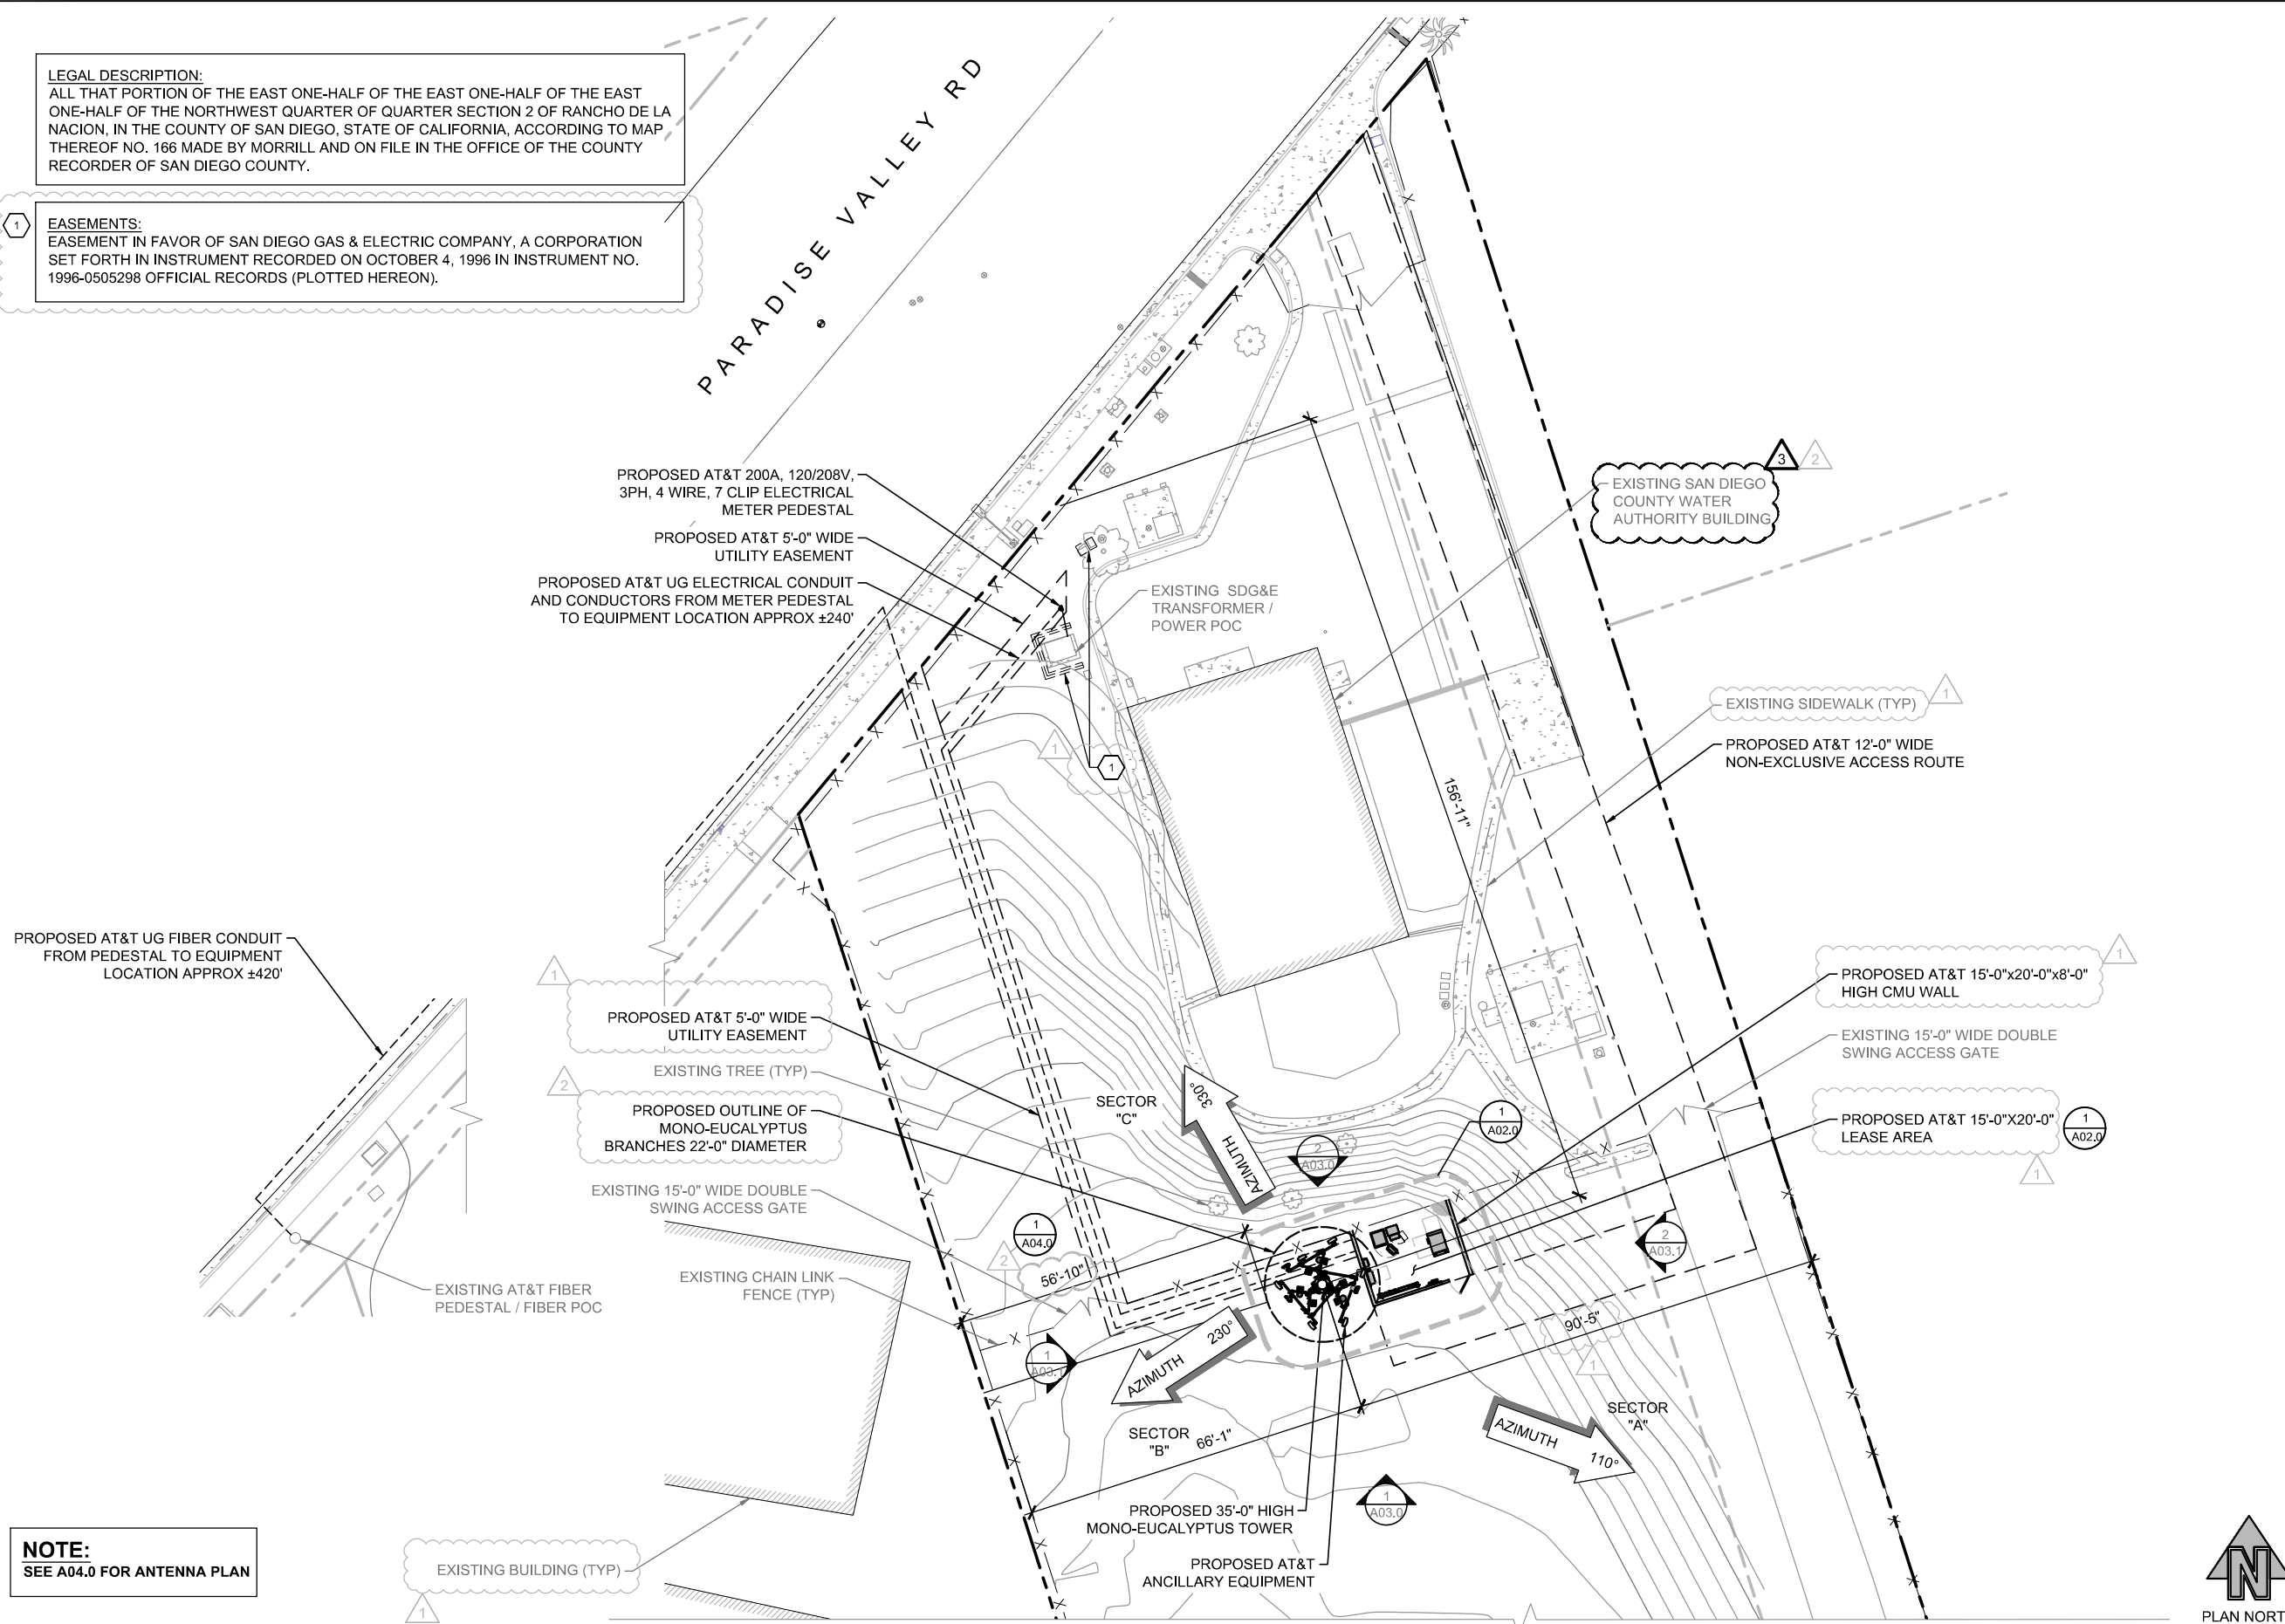 LEGAL DESCRIPTION:
ALL THAT PORTION OF THE EAST ONE-HALF OF THE EAST ONE-HALF OF THE EAST
ONE-HALF OF THE NORTHWEST QUARTER OF QUARTER SECTION 2 OF RANCHO DE LA
NACION, IN THE COUNTY OF SAN DIEGO, STATE OF CALIFORNIA, ACCORDING TO MAP
THEREOF NO. 166 MADE BY MORRILL AND ON FILE IN THE OFFICE OF THE COUNTY
RECORDER OF SAN DIEGO COUNTY.
1
EASEMENTS:
EASEMENT IN FAVOR OF SAN DIEGO GAS & ELECTRIC COMPANY, A CORPORATION
SET FORTH IN INSTRUMENT RECORDED ON OCTOBER 4, 1996 IN INSTRUMENT NO.
1996-0505298 OFFICIAL RECORDS (PLOTTED HEREON).
PARADISE VALLEY RD
PROPOSED AT&T 200A, 120/208V,
3PH, 4 WIRE, 7 CLIP ELECTRICAL
METER PEDESTAL
PROPOSED AT&T 5'-0" WIDE
UTILITY EASEMENT
PROPOSED AT&T UG ELECTRICAL CONDUIT
AND CONDUCTORS FROM METER PEDESTAL
TO EQUIPMENT LOCATION APPROX ±240'
EXISTING SDG&E
TRANSFORMER /
POWER POC
3
2
EXISTING SAN DIEGO
COUNTY WATER
AUTHORITY BUILDING
1
EXISTING SIDEWALK (TYP)
PROPOSED AT&T 12'-0" WIDE
NON-EXCLUSIVE ACCESS ROUTE
1
1
156'-11"
PROPOSED AT&T UG FIBER CONDUIT
FROM PEDESTAL TO EQUIPMENT
LOCATION APPROX ±420'
1
PROPOSED AT&T 5'-0" WIDE
UTILITY EASEMENT
EXISTING TREE (TYP)
2
PROPOSED OUTLINE OF
MONO-EUCALYPTUS
BRANCHES 22'-0" DIAMETER
EXISTING 15'-0" WIDE DOUBLE
SWING ACCESS GATE
EXISTING CHAIN LINK
FENCE (TYP)
1
PROPOSED AT&T 15'-0"x20'-0"x8'-0"
HIGH CMU WALL
EXISTING 15'-0" WIDE DOUBLE
SWING ACCESS GATE
PROPOSED AT&T 15'-0"X20'-0"
LEASE AREA
1
A02.0
1
SECTOR
"C"
330°
AZIMUTH
2
A03.0
1
A02.0
1
A04.0
2
56'-10"
2
A03.1
90'-5"
1
1
A03.1
230°
AZIMUTH
SECTOR
"B"
66'-1"
SECTOR
"A"
AZIMUTH
110°
1
A03.0
EXISTING AT&T FIBER
PEDESTAL / FIBER POC
PROPOSED 35'-0" HIGH
MONO-EUCALYPTUS TOWER
PROPOSED AT&T
ANCILLARY EQUIPMENT
EXISTING BUILDING (TYP)
1
NOTE:
SEE A04.0 FOR ANTENNA PLAN
N
PLAN NORT